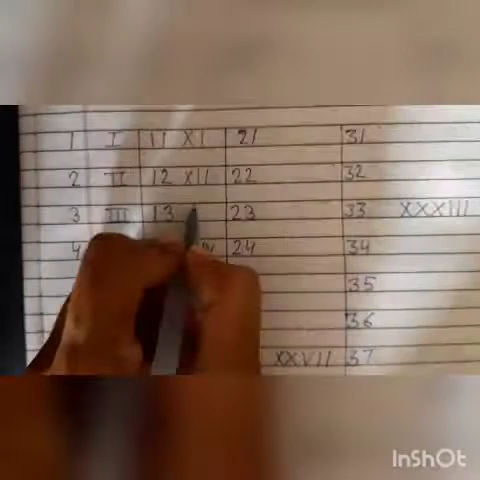 1 I 11 XI 21 31
2 II 12 XII 22 32
3 III 13 23 33 XXXIII
4 24 34
35
36
XXVII 37
InShOt